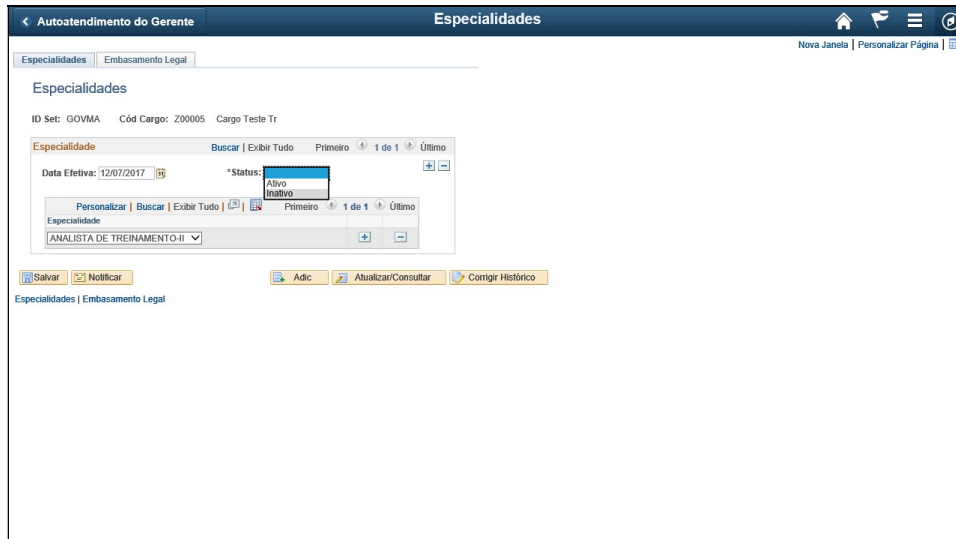 Autoatendimento do Gerente
Especialidades
Nova Janela | Personalizar Página |
Especialidades
Embasamento Legal
Especialidades
ID Set: GOVMA Cód Cargo: Z00005 Cargo Teste Tr
Especialidade Buscar | Exibir Tudo Primeiro 1 de 1 Último
Data Efetiva: 12/07/2017 *Status:
Ativo
Inativo
Personalizar | Buscar | Exibir Tudo | | Primeiro 1 de 1 Último
Especialidade
ANALISTA DE TREINAMENTO-II
Salvar Notificar Adic Atualizar/Consultar Corrigir Histórico
Especialidades | Embasamento Legal